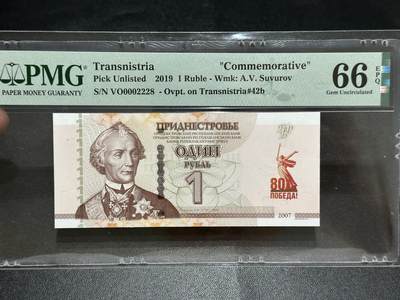 PMG
PAPER MONEY GUARANTY
Transnistria "Commemorative"
Pick Unlisted 2019 1 Ruble - Wmk: A.V. Suvurov
S/N VO0002228 - Ovpt. on Transnistria#42b
66 EPQ
Gem Uncirculated
ПРИДНЕСТРОВЬЕ
ОДИН
РУБЛЬ
1
80
ПОБЕДА!
2007